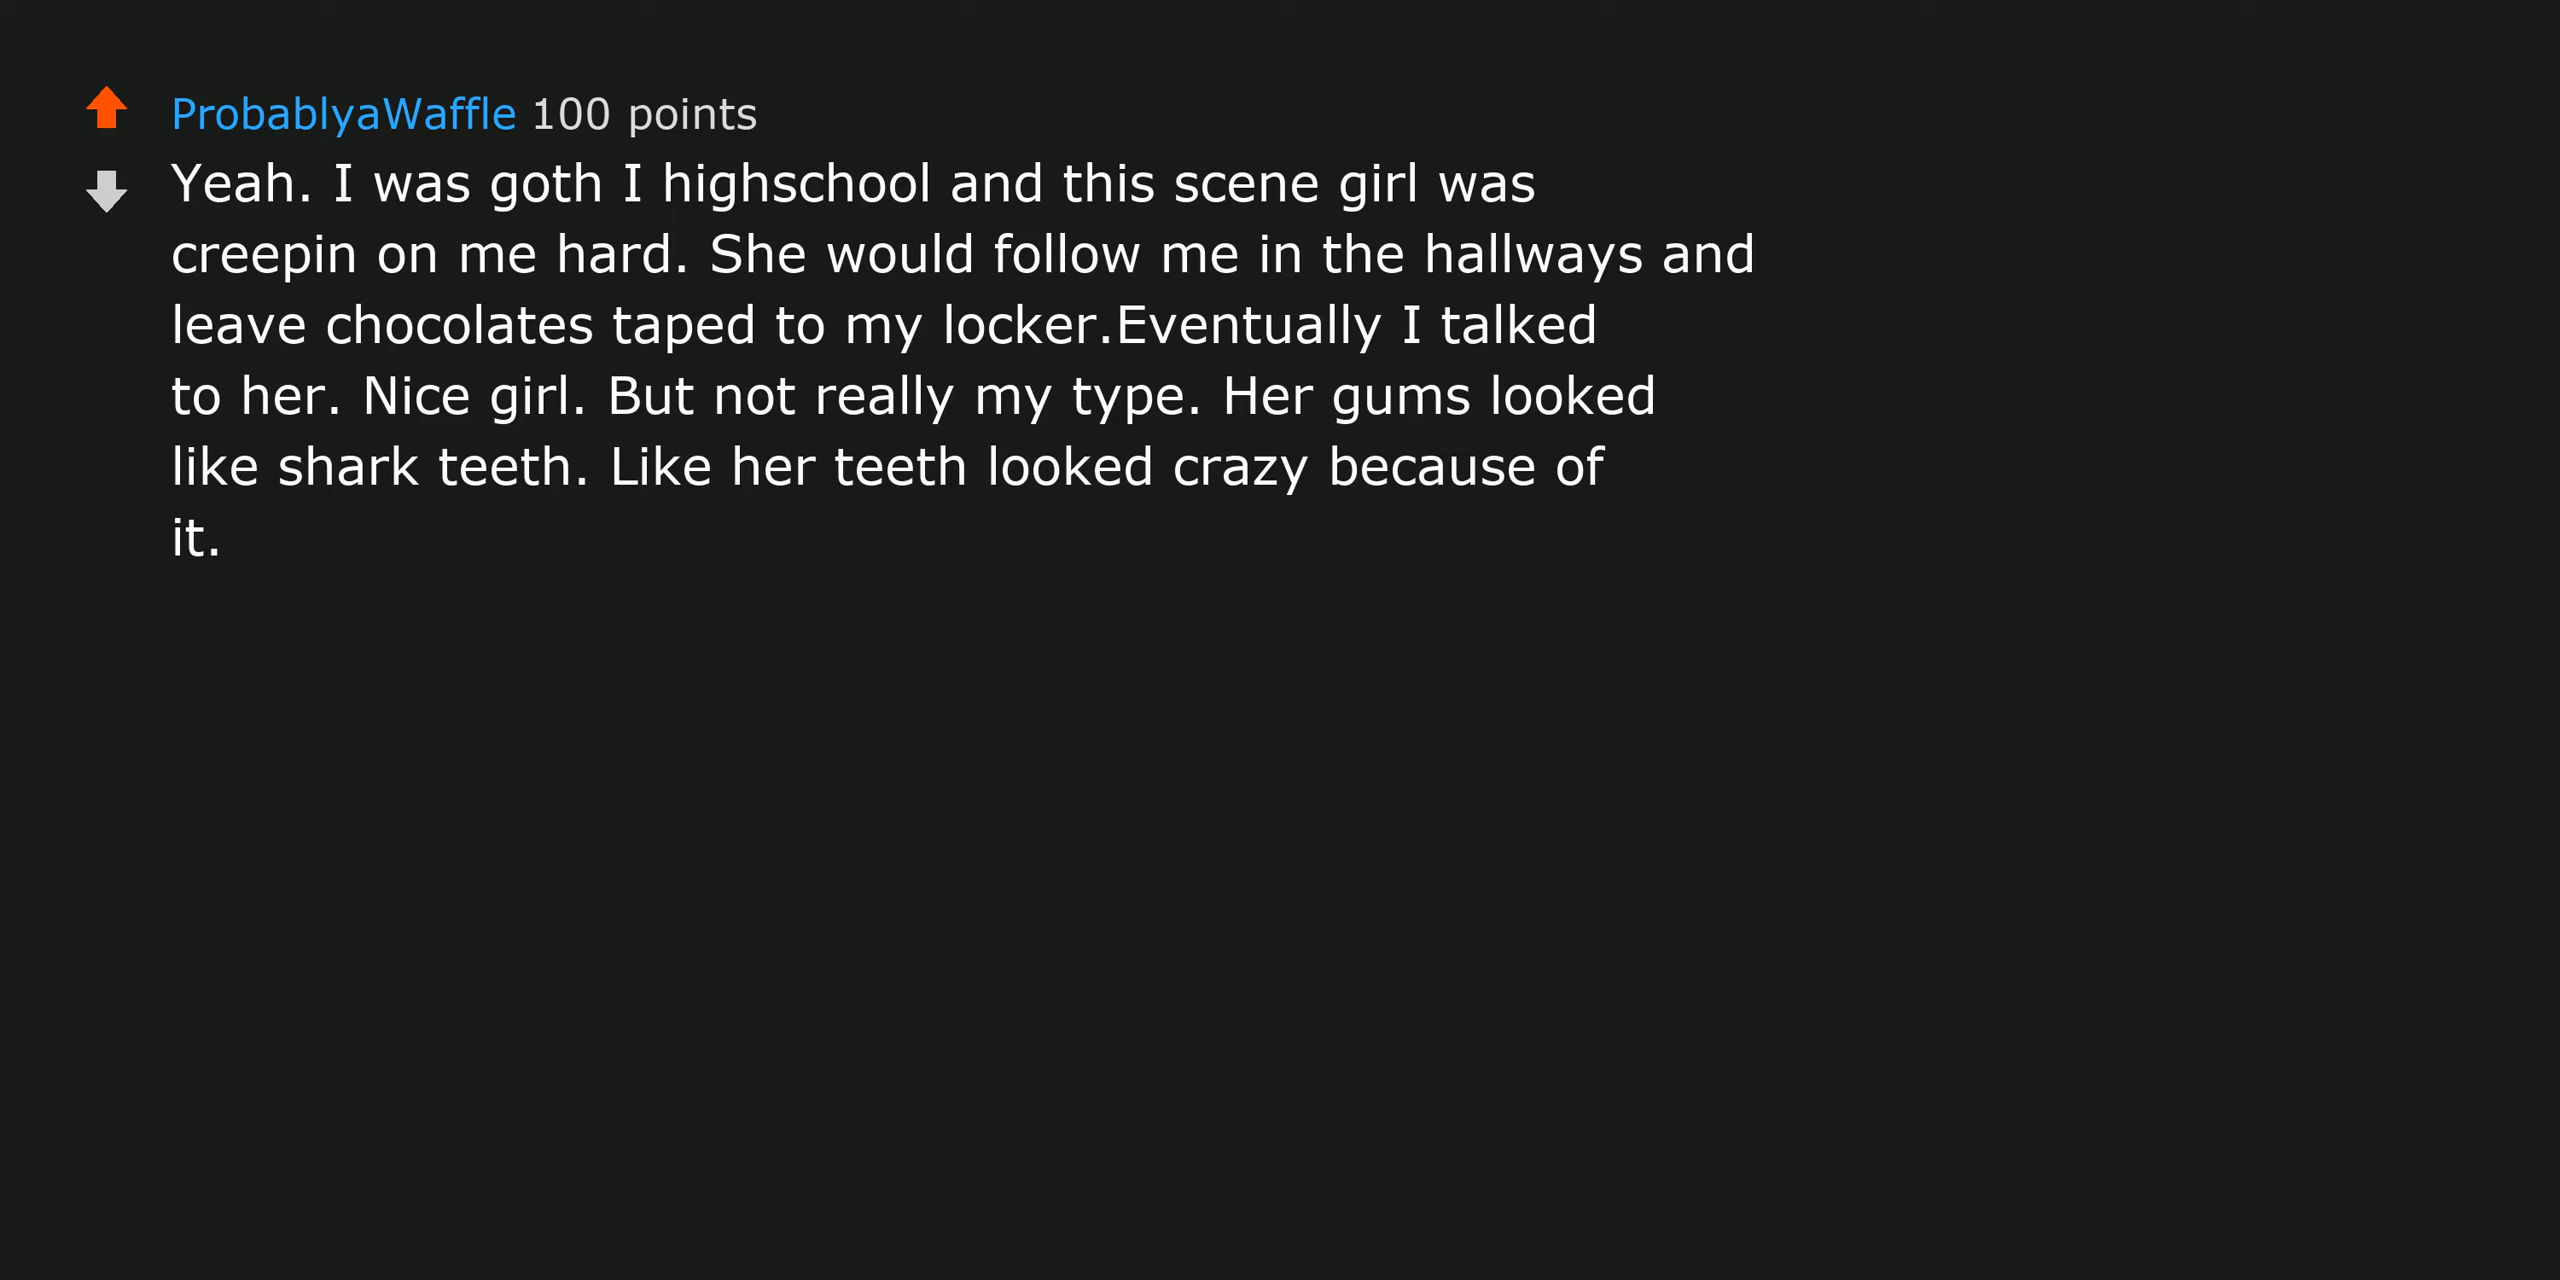 ProbablyaWaffle 100 points
Yeah. I was goth I highschool and this scene girl was
creepin on me hard. She would follow me in the hallways and
leave chocolates taped to my locker.Eventually I talked
to her. Nice girl. But not really my type. Her gums looked
like shark teeth. Like her teeth looked crazy because of
it.